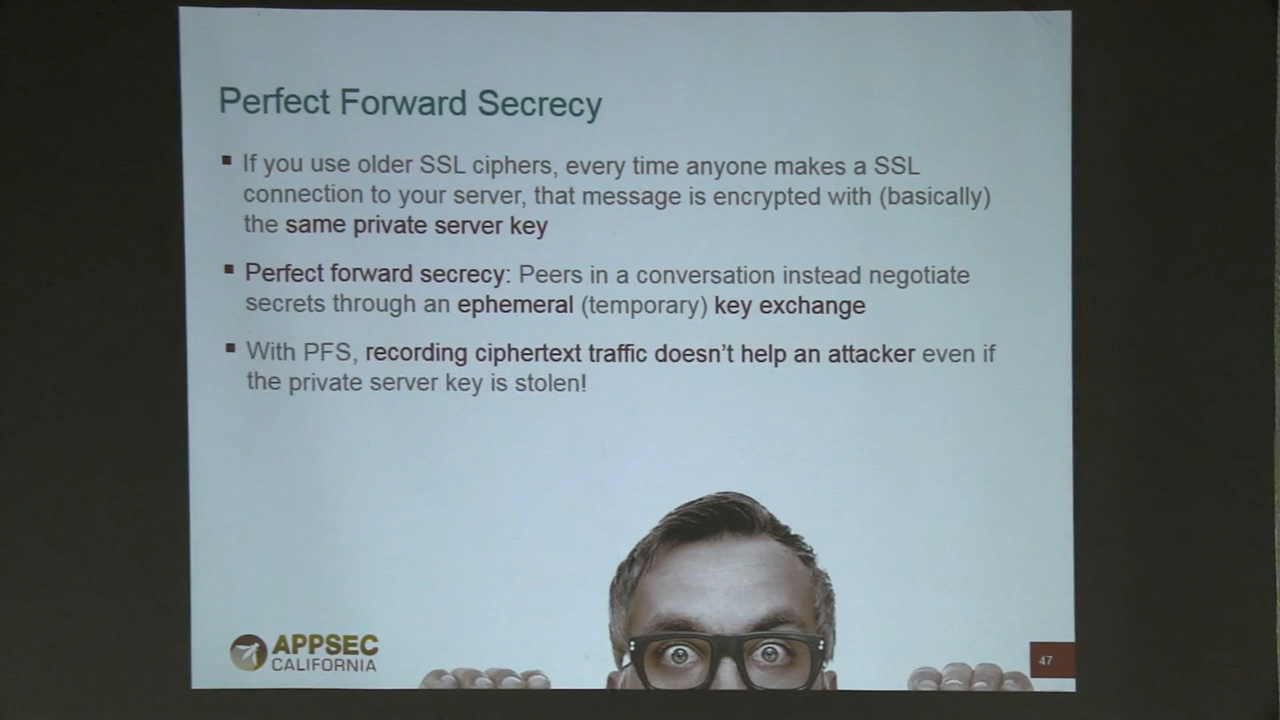 Perfect Forward Secrecy
▪ If you use older SSL ciphers, every time anyone makes a SSL
connection to your server, that message is encrypted with (basically)
the same private server key
▪ Perfect forward secrecy: Peers in a conversation instead negotiate
secrets through an ephemeral (temporary) key exchange
▪ With PFS, recording ciphertext traffic doesn't help an attacker even if
the private server key is stolen!
APPSEC
CALIFORNIA
47